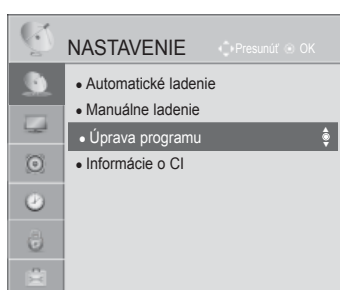 NASTAVENIE
Presunúť OK
• Automatické ladenie
• Manuálne ladenie
• Úprava programu
• Informácie o CI